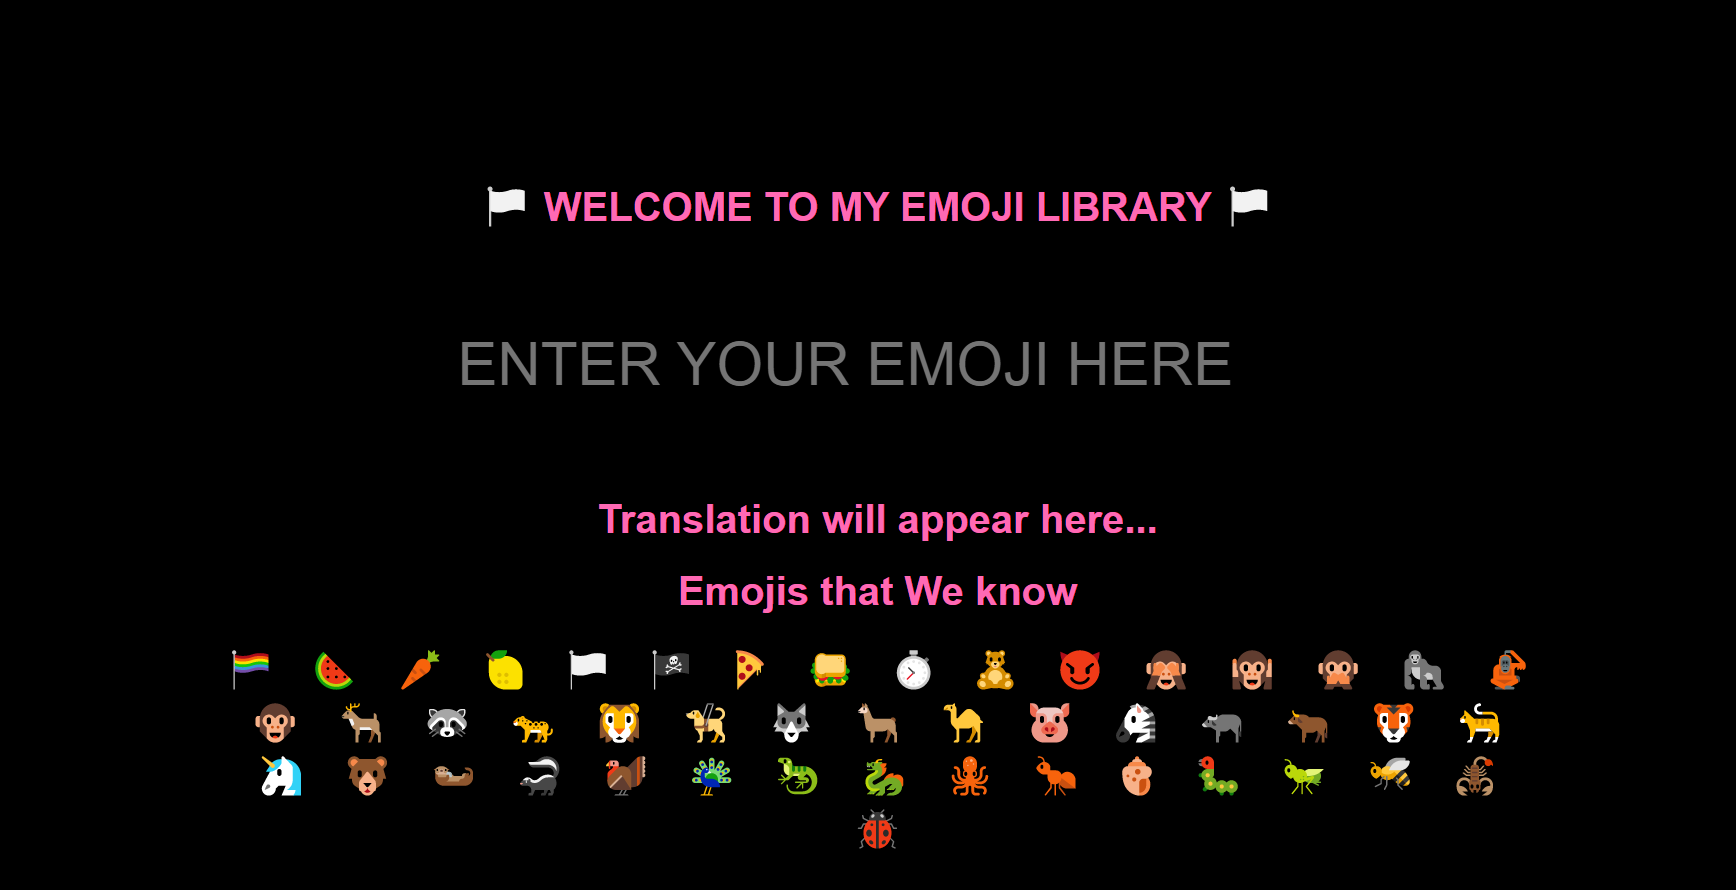 🏳️ WELCOME TO MY EMOJI LIBRARY 🏳️
ENTER YOUR EMOJI HERE
Translation will appear here...
Emojis that We know